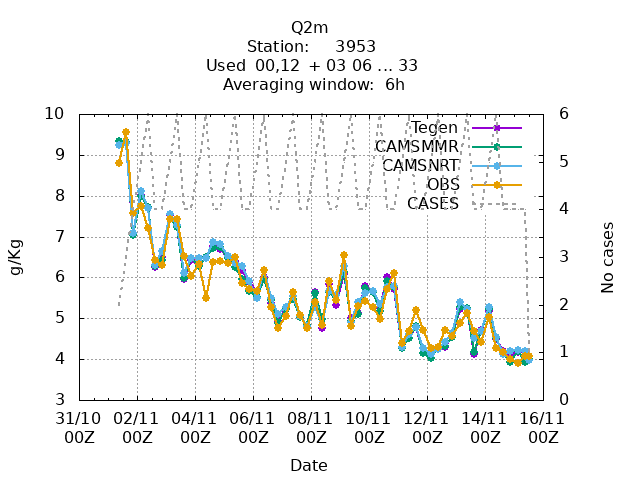 Q2m
Station: 3953
Used 00,12 + 03 06 ... 33
Averaging window: 6h
10
9
8
7
6
5
4
3
g/Kg
6
5
4
3
2
1
0
No cases
Tegen
CAMSMMR
CAMSNRT
OBS
CASES
31/10 02/11 04/11 06/11 08/11 10/11 12/11 14/11 16/11
00Z 00Z 00Z 00Z 00Z 00Z 00Z 00Z 00Z
Date